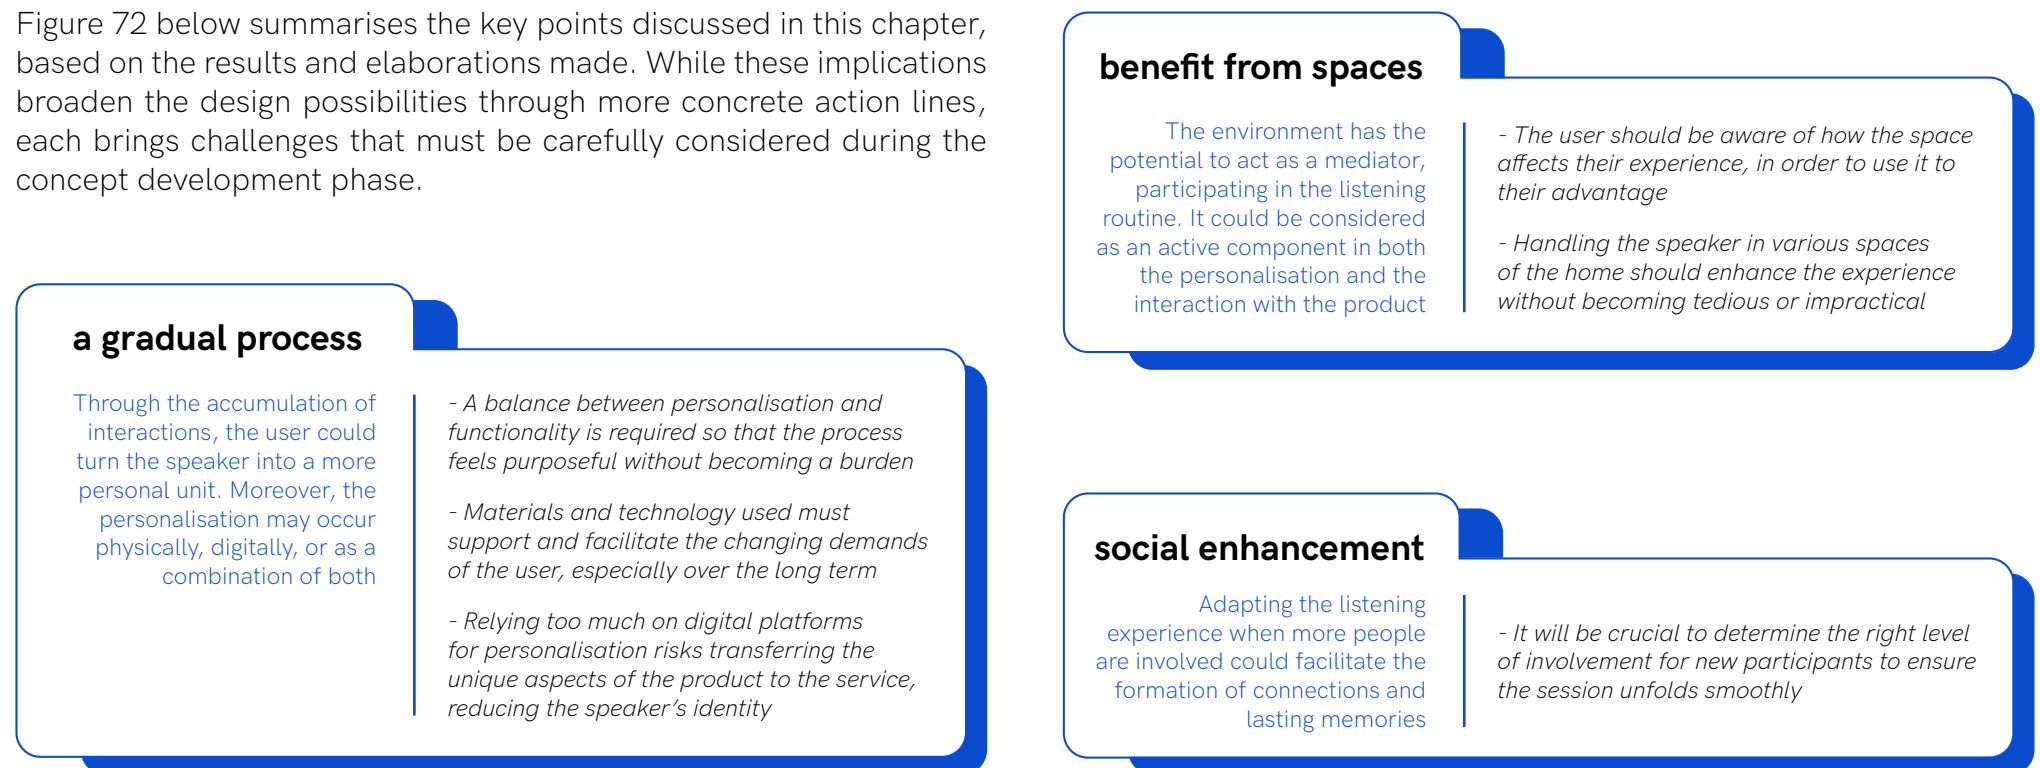 Figure 72 below summarises the key points discussed in this chapter,
based on the results and elaborations made. While these implications
broaden the design possibilities through more concrete action lines,
each brings challenges that must be carefully considered during the
concept development phase.
a gradual process
Through the accumulation of
interactions, the user could
turn the speaker into a more
personal unit. Moreover, the
personalisation may occur
physically, digitally, or as a
combination of both
- A balance between personalisation and
functionality is required so that the process
feels purposeful without becoming a burden
- Materials and technology used must
support and facilitate the changing demands
of the user, especially over the long term
- Relying too much on digital platforms
for personalisation risks transferring the
unique aspects of the product to the service,
reducing the speaker's identity
benefit from spaces
The environment has the
potential to act as a mediator,
participating in the listening
routine. It could be considered
as an active component in both
the personalisation and the
interaction with the product
- The user should be aware of how the space
affects their experience, in order to use it to
their advantage
- Handling the speaker in various spaces
of the home should enhance the experience
without becoming tedious or impractical
social enhancement
Adapting the listening
experience when more people
are involved could facilitate the
formation of connections and
lasting memories
- It will be crucial to determine the right level
of involvement for new participants to ensure
the session unfolds smoothly